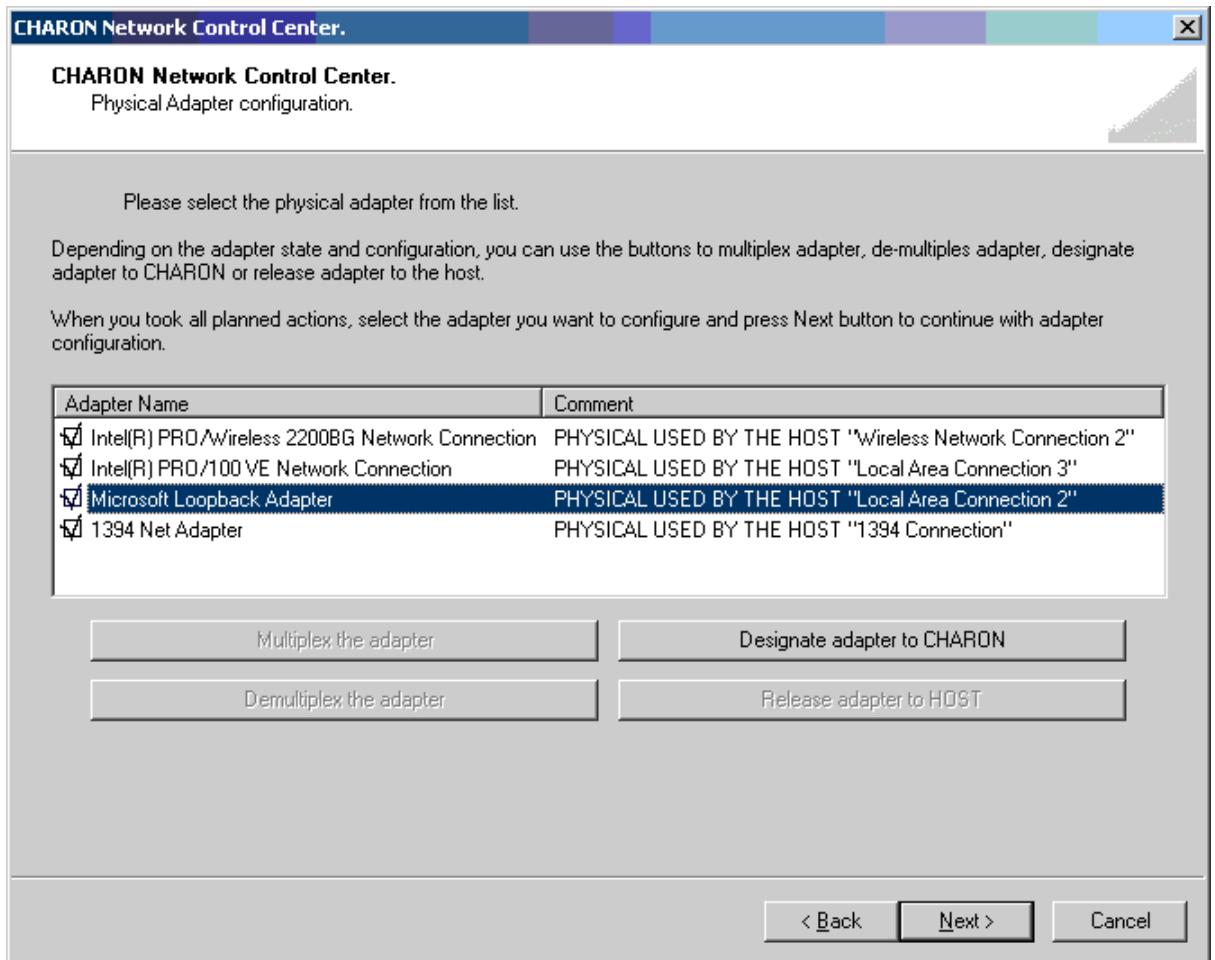 CHARON Network Control Center.
CHARON Network Control Center.
Physical Adapter configuration.
Please select the physical adapter from the list.
Depending on the adapter state and configuration, you can use the buttons to multiplex adapter, de-multiples adapter, designate
adapter to CHARON or release adapter to the host.
When you took all planned actions, select the adapter you want to configure and press Next button to continue with adapter
configuration.
Adapter Name Comment
Intel(R) PRO/Wireless 2200BG Network Connection PHYSICAL USED BY THE HOST "Wireless Network Connection 2"
Intel(R) PRO/100 VE Network Connection PHYSICAL USED BY THE HOST "Local Area Connection 3"
Microsoft Loopback Adapter PHYSICAL USED BY THE HOST "Local Area Connection 2"
1394 Net Adapter PHYSICAL USED BY THE HOST "1394 Connection"
Multiplex the adapter Designate adapter to CHARON
Demultiplex the adapter Release adapter to HOST
< Back Next > Cancel